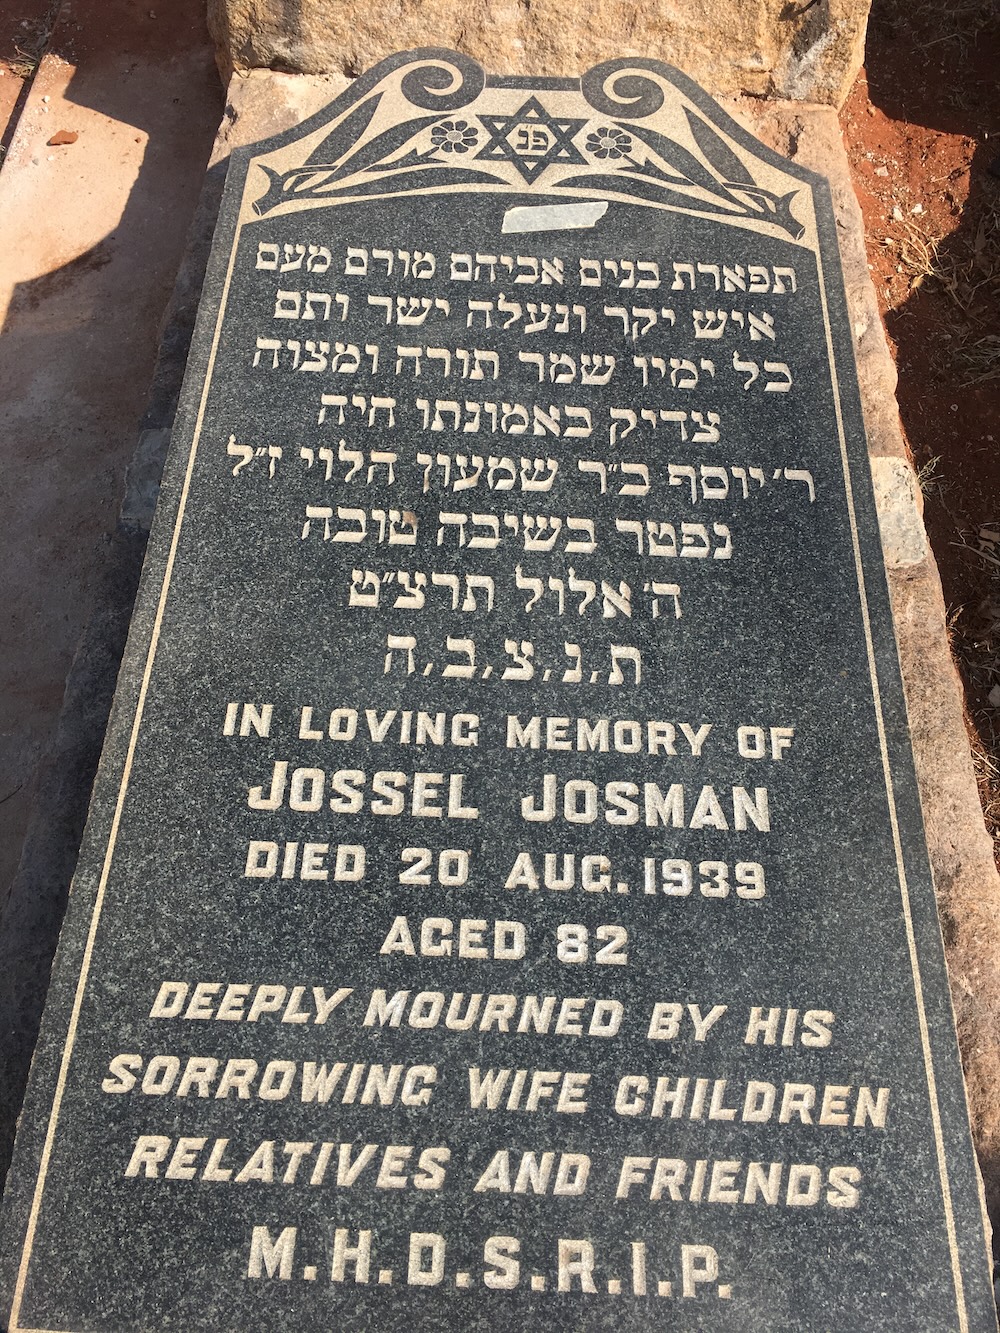 פנ
תפארת בנים אביהם מורם מעם
איש יקר ונעלה ישר ותם
כל ימיו שמר תורה ומצוה
צדיק באמונתו חיה
ר׳ יוסף ב״ר שמעון הלוי ז״ל
נפטר בשיבה טובה
ה׳ אלול תרצ״ט
ת,נ,צ,ב,ה
IN LOVING MEMORY OF
JOSSEL JOSMAN
DIED 20 AUG. 1939
AGED 82
DEEPLY MOURNED BY HIS
SORROWING WIFE CHILDREN
RELATIVES AND FRIENDS
M.H.D.S.R.I.P.